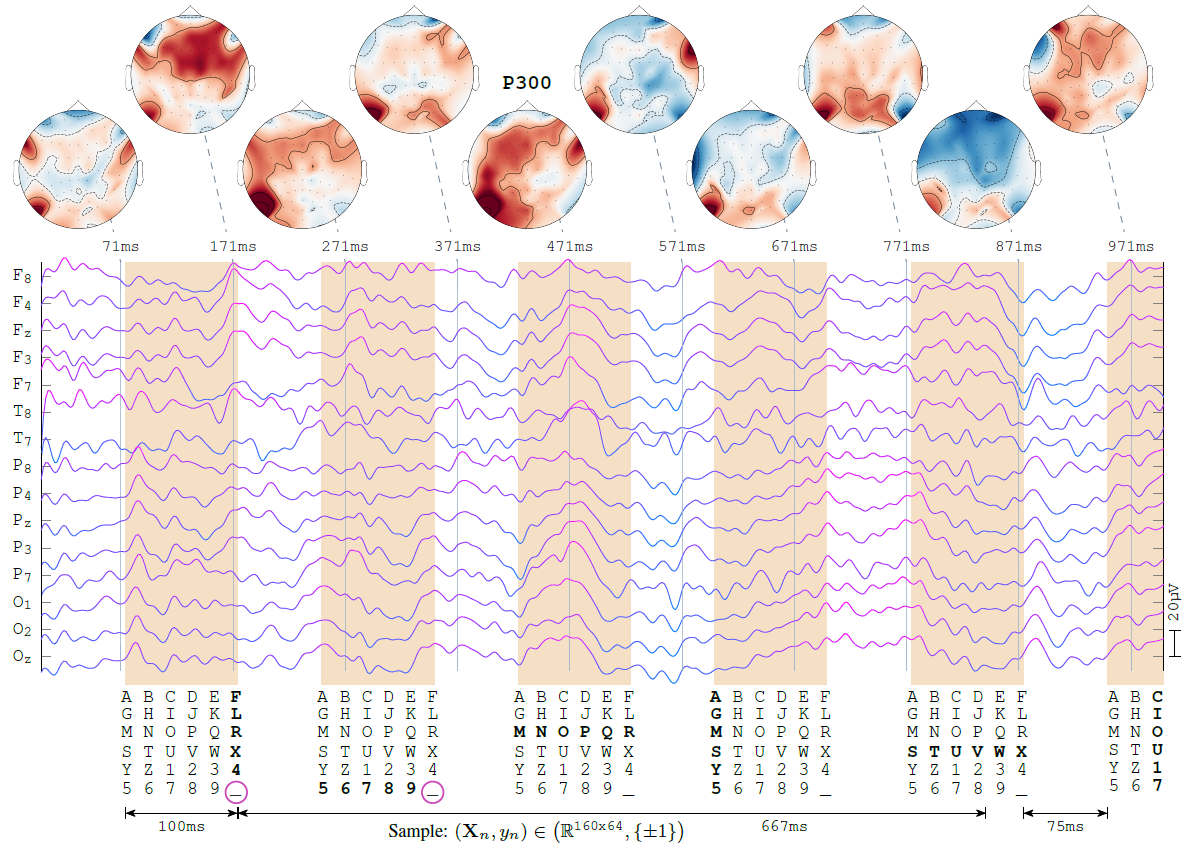 P300
71ms 171ms 271ms 371ms 471ms 571ms 671ms 771ms 871ms 971ms
F8
F4
Fz
F3
F7
T8
T7
P8
P4
Pz
P3
P7
O1
O2
Oz
20μV
A B C D E F A B C D E F A B C D E F A B C D E F A B C D E F A B C
G H I J K L G H I J K L G H I J K L G H I J K L G H I J K L G H I
M N O P Q R M N O P Q R M N O P Q R M N O P Q R M N O P Q R M N O
S T U V W X S T U V W X S T U V W X S T U V W X S T U V W X S T U
Y Z 1 2 3 4 Y Z 1 2 3 4 Y Z 1 2 3 4 Y Z 1 2 3 4 Y Z 1 2 3 4 Y Z 1
5 6 7 8 9 _ 5 6 7 8 9 _ 5 6 7 8 9 _ 5 6 7 8 9 _ 5 6 7 8 9 _ 5 6 7
100ms 667ms 75ms
Sample: (Xn, yn) ∈ (ℝ^160x64, {±1})